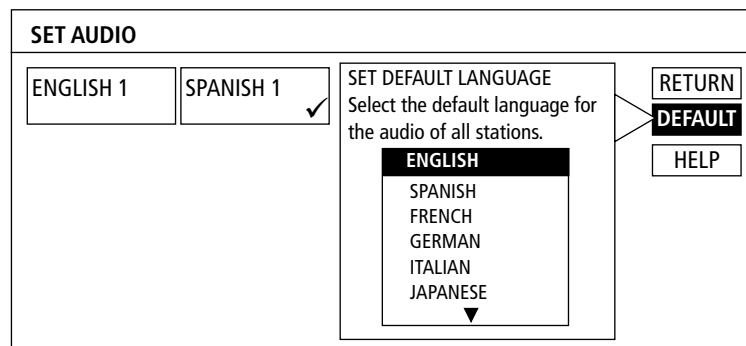 SET AUDIO
ENGLISH 1
SPANISH 1
✓
SET DEFAULT LANGUAGE
Select the default language for
the audio of all stations.
ENGLISH
SPANISH
FRENCH
GERMAN
ITALIAN
JAPANESE
▼
RETURN
DEFAULT
HELP